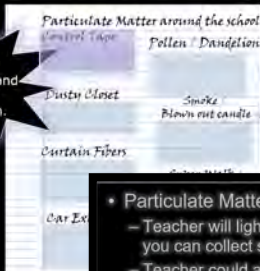 Particulate Matter around the school
Control Tape
Pollen / Dandelion
and
Dusty Closet
Smoke
Blown out candle
Curtain Fibers
Car Ex
• Particulate Matte
– Teacher will ligh
you can collect s
– Teacher could a